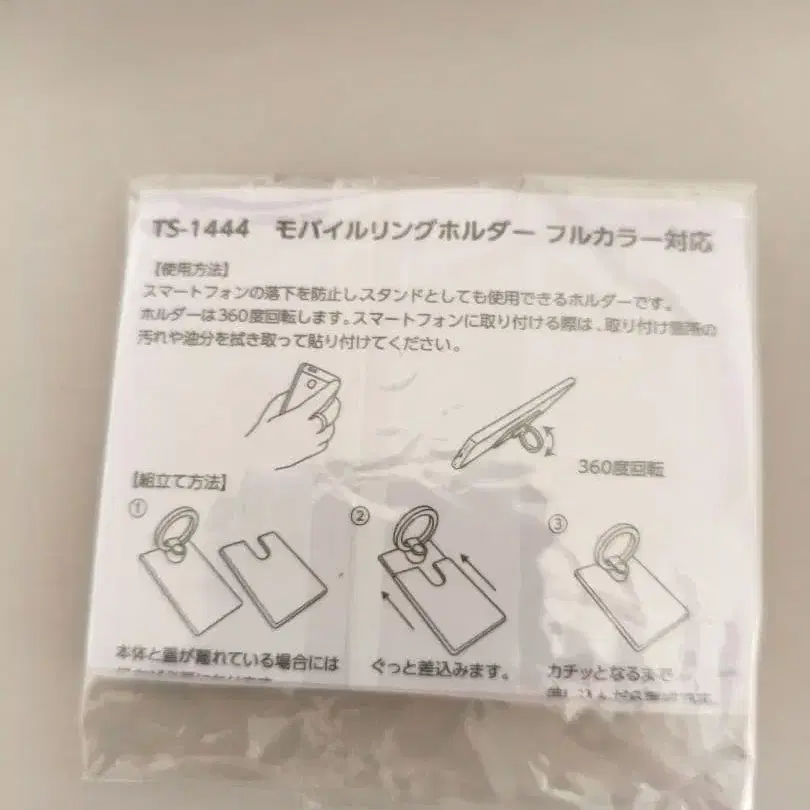 TS-1444 モバイルリングホルダー フルカラー対応
【使用方法】
スマートフォンの落下を防止し、スタンドとしても使用できるホルダーです。
ホルダーは360度回転します。スマートフォンに取り付ける際は、取り付け箇所の
汚れや油分を拭き取って貼り付けてください。
360度回転
【組立て方法】
①
②
③
本体と蓋が離れている場合には
ぐっと差込みます。
カチッとなるまで